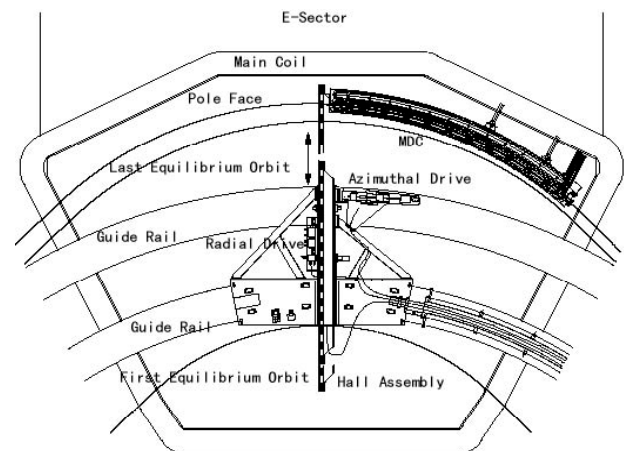 E-Sector
Main Coil
Pole Face
MDC
Last Equilibrium Orbit
Azimuthal Drive
Guide Rail
Radial Drive
Guide Rail
First Equilibrium Orbit
Hall Assembly